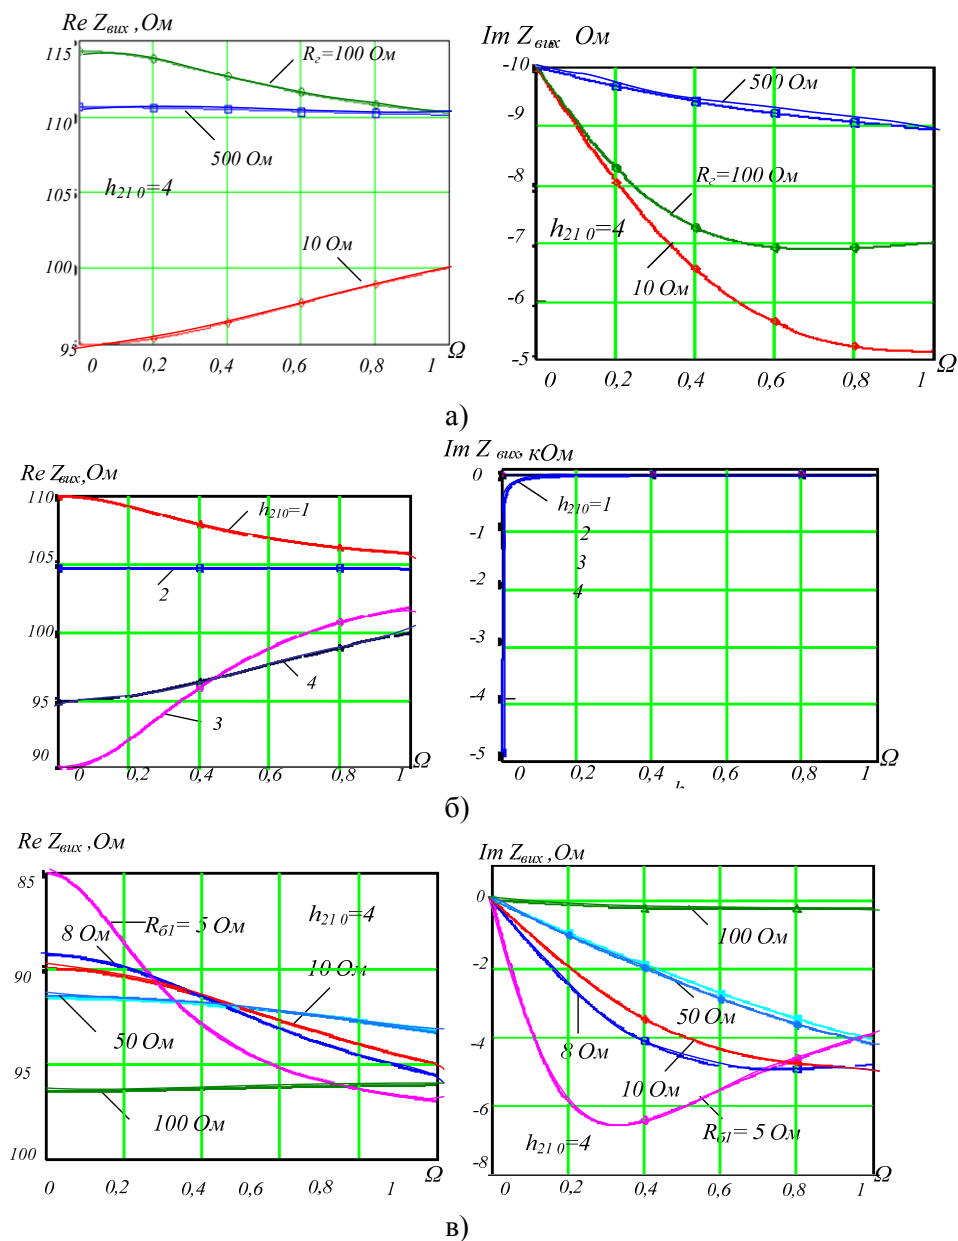 Re Zвих ,Ом
115
110
105
100
95
Rг=100 Ом
500 Ом
h21 0=4
10 Ом
0 0,2 0,4 0,6 0,8 1 Ω
Im Z вих Ом
-10
-9
-8
-7
-6
-5
500 Ом
Rг=100 Ом
h21 0=4
10 Ом
0 0,2 0,4 0,6 0,8 1 Ω
а)
Re Zвих,Ом
110
105
100
95
90
h210=1
2
4
3
0 0,2 0,4 0,6 0,8 1 Ω
Im Z вих, кОм
0
-1
-2
-3
-4
-5
h210=1
2
3
4
0 0,2 0,4 0,6 0,8 1 Ω
б)
Re Zвих ,Ом
85
90
95
100
Rб1= 5 Ом
h21 0=4
8 Ом
10 Ом
50 Ом
100 Ом
0 0,2 0,4 0,6 0,8 1 Ω
Im Zвих ,Ом
0
-2
-4
-6
-8
100 Ом
50 Ом
8 Ом
10 Ом
Rб1= 5 Ом
h21 0=4
0 0,2 0,4 0,6 0,8 1 Ω
в)